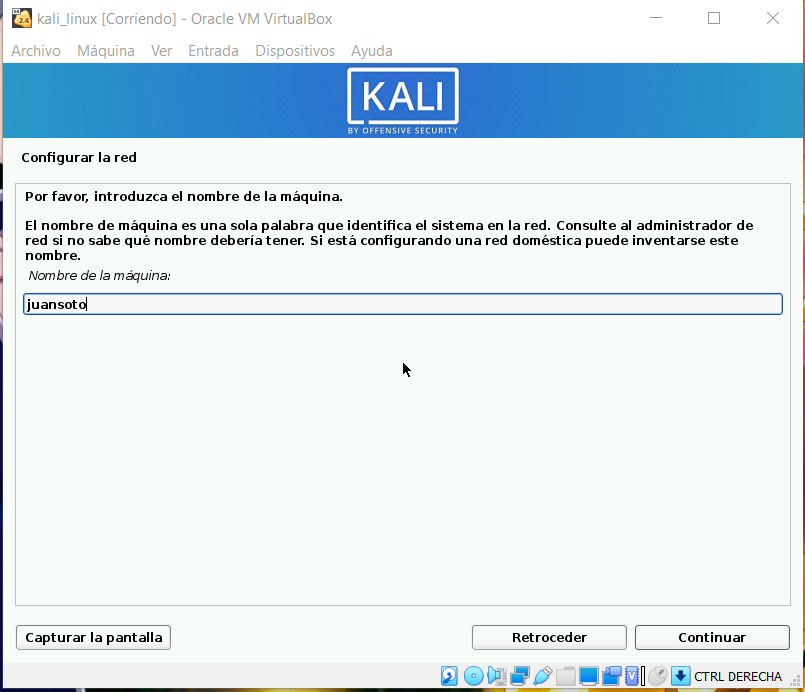 kali_linux [Corriendo] - Oracle VM VirtualBox
Archivo Máquina Ver Entrada Dispositivos Ayuda
KALI
BY OFFENSIVE SECURITY
Configurar la red
Por favor, introduzca el nombre de la máquina.
El nombre de máquina es una sola palabra que identifica el sistema en la red. Consulte al administrador de
red si no sabe qué nombre debería tener. Si está configurando una red doméstica puede inventarse este
nombre.
Nombre de la máquina:
juansoto
Capturar la pantalla Retroceder Continuar
CTRL DERECHA